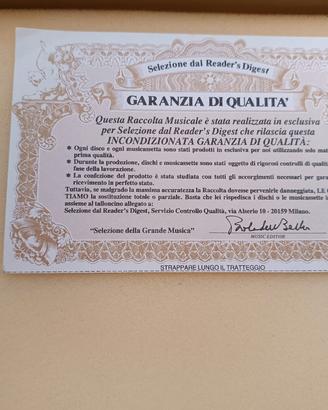 Selezione dal Reader's Digest
GARANZIA DI QUALITA'
Questa Raccolta Musicale è stata realizzata in esclusiva
per Selezione dal Reader's Digest che rilascia questa
INCONDIZIONATA GARANZIA DI QUALITÀ:
Ogni disco e ogni musicassetta sono stati prodotti in esclusiva per noi utilizzando solo mat
prima qualità.
Durante la produzione, dischi e musicassette sono stati oggetto di rigorosi controlli di qualit
fase della lavorazione.
La confezione del prodotto è stata studiata con tutti gli accorgimenti necessari per gara
ricevimento in perfetto stato.
Tuttavia, se malgrado la massima accuratezza la Raccolta dovesse pervenirle danneggiata, LE
TIAMO la sostituzione totale o parziale. Basta che lei rispedisca i dischi o le musicassette
assieme al talloncino allegato a:
Selezione dal Reader's Digest, Servizio Controllo Qualità, via Alserio 10 - 20159 Milano.
"Selezione della Grande Musica"
MUSIC EDITOR
STRAPPARE LUNGO IL TRATTEGGIO